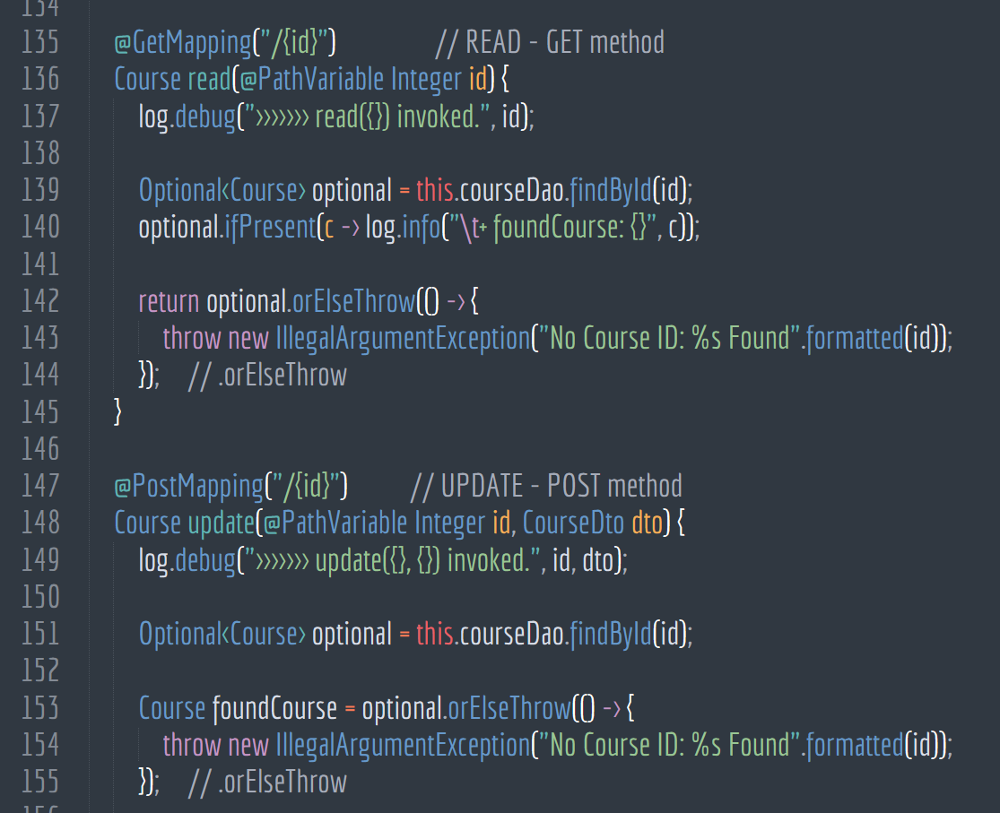 134
135 @GetMapping("/{id}") // READ - GET method
136 Course read(@PathVariable Integer id) {
137 log.debug(">>>>>>> read({}) invoked.", id);
138
139 Optional<Course> optional = this.courseDao.findById(id);
140 optional.ifPresent(c -> log.info("\t+ foundCourse: {}", c));
141
142 return optional.orElseThrow(() -> {
143 throw new IllegalArgumentException("No Course ID: %s Found".formatted(id));
144 }); // .orElseThrow
145 }
146
147 @PostMapping("/{id}") // UPDATE - POST method
148 Course update(@PathVariable Integer id, CourseDto dto) {
149 log.debug(">>>>>>> update({}, {}) invoked.", id, dto);
150
151 Optional<Course> optional = this.courseDao.findById(id);
152
153 Course foundCourse = optional.orElseThrow(() -> {
154 throw new IllegalArgumentException("No Course ID: %s Found".formatted(id));
155 }); // .orElseThrow